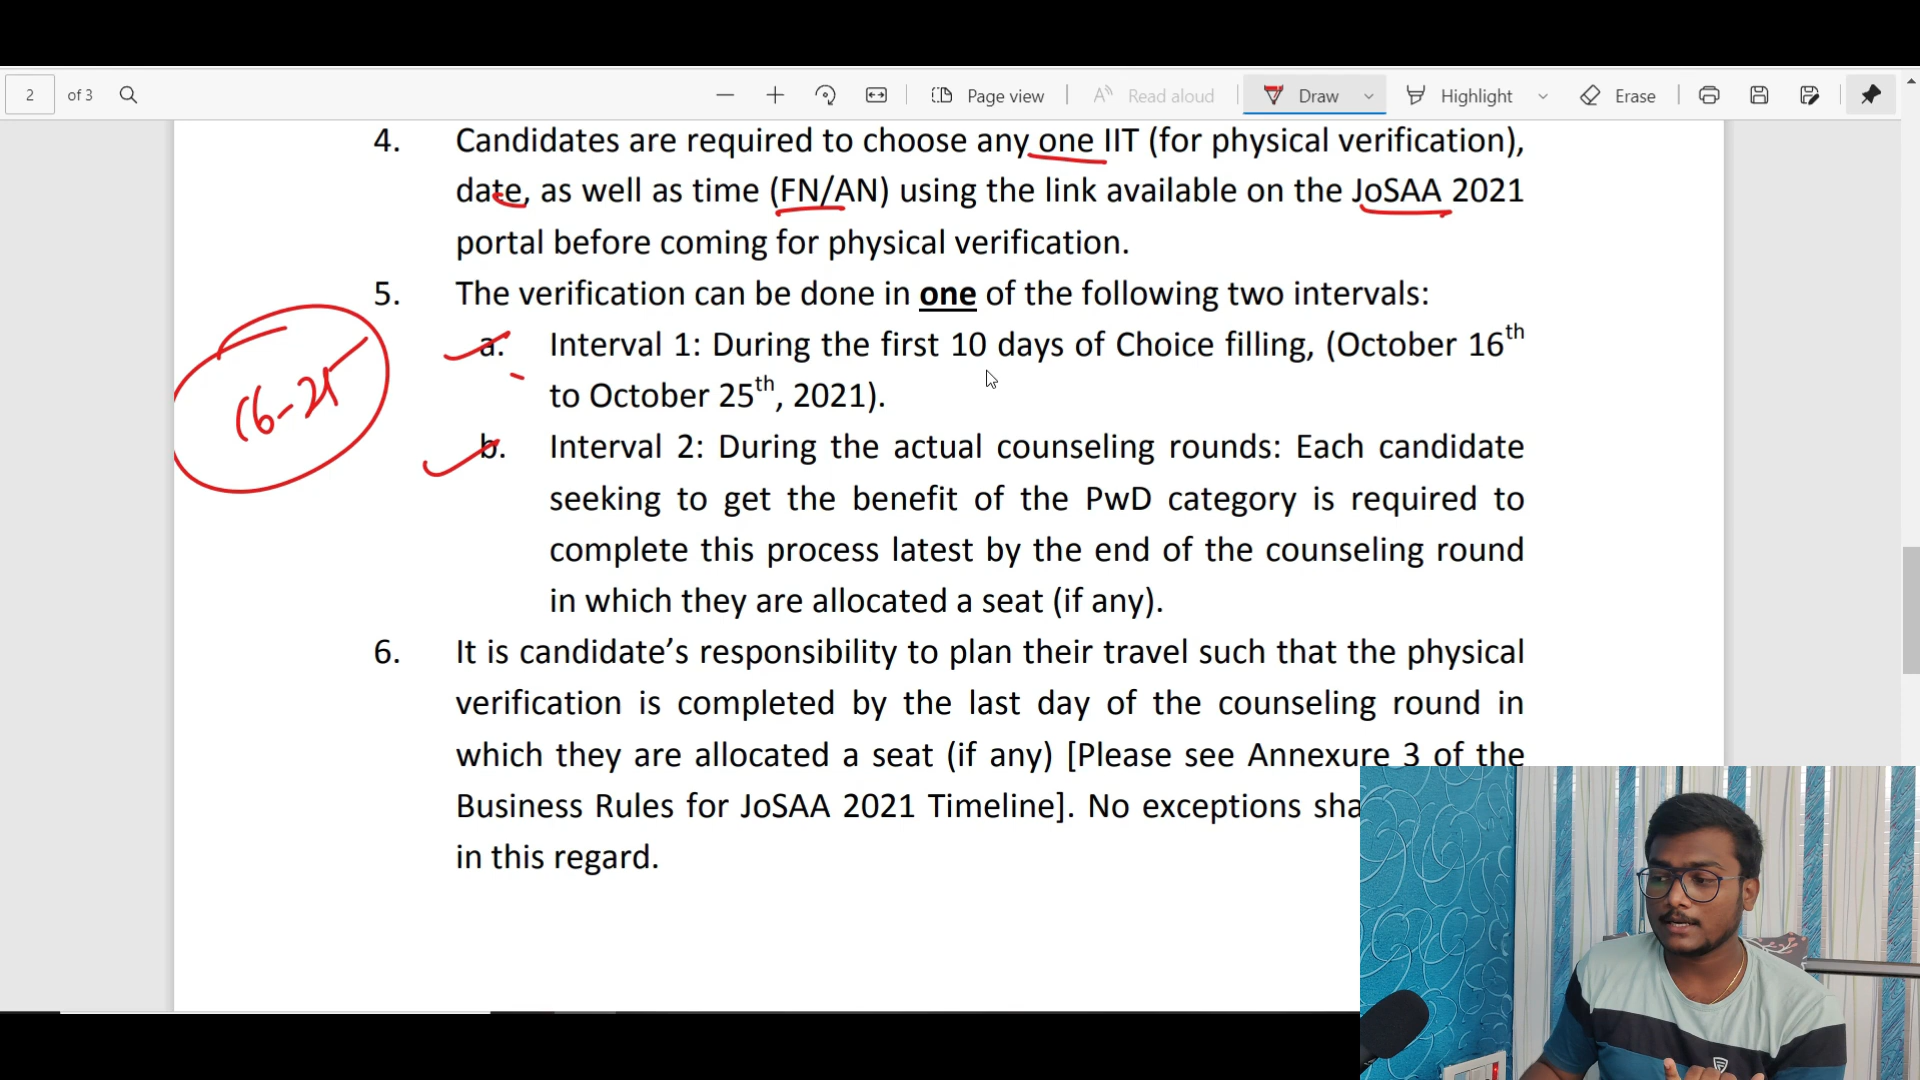 2 of 3 Page view Read aloud Draw Highlight Erase
4. Candidates are required to choose any one IIT (for physical verification),
date, as well as time (FN/AN) using the link available on the JoSAA 2021
portal before coming for physical verification.
5. The verification can be done in one of the following two intervals:
a. Interval 1: During the first 10 days of Choice filling, (October 16th
to October 25th, 2021).
16-25
b. Interval 2: During the actual counseling rounds: Each candidate
seeking to get the benefit of the PwD category is required to
complete this process latest by the end of the counseling round
in which they are allocated a seat (if any).
6. It is candidate’s responsibility to plan their travel such that the physical
verification is completed by the last day of the counseling round in
which they are allocated a seat (if any) [Please see Annexure 3 of the
Business Rules for JoSAA 2021 Timeline]. No exceptions sha
in this regard.